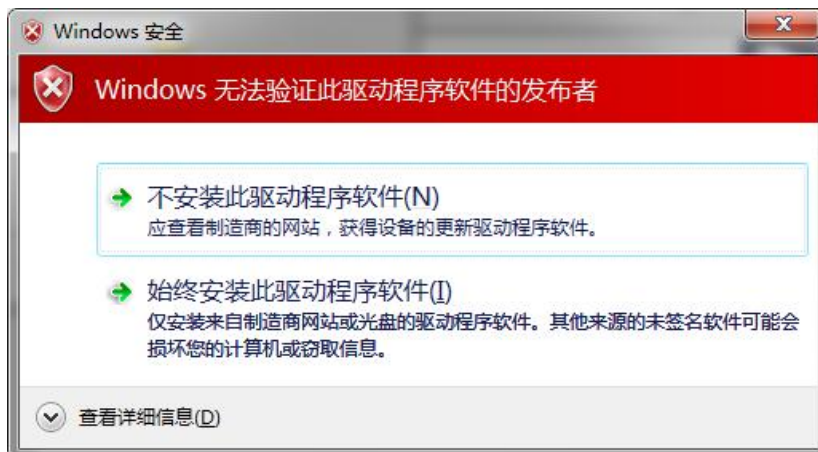 Windows 安全
Windows 无法验证此驱动程序软件的发布者
不安装此驱动程序软件(N)
应查看制造商的网站，获得设备的更新驱动程序软件。
始终安装此驱动程序软件(I)
仅安装来自制造商网站或光盘的驱动程序软件。其他来源的未签名软件可能会
损坏您的计算机或窃取信息。
查看详细信息(D)